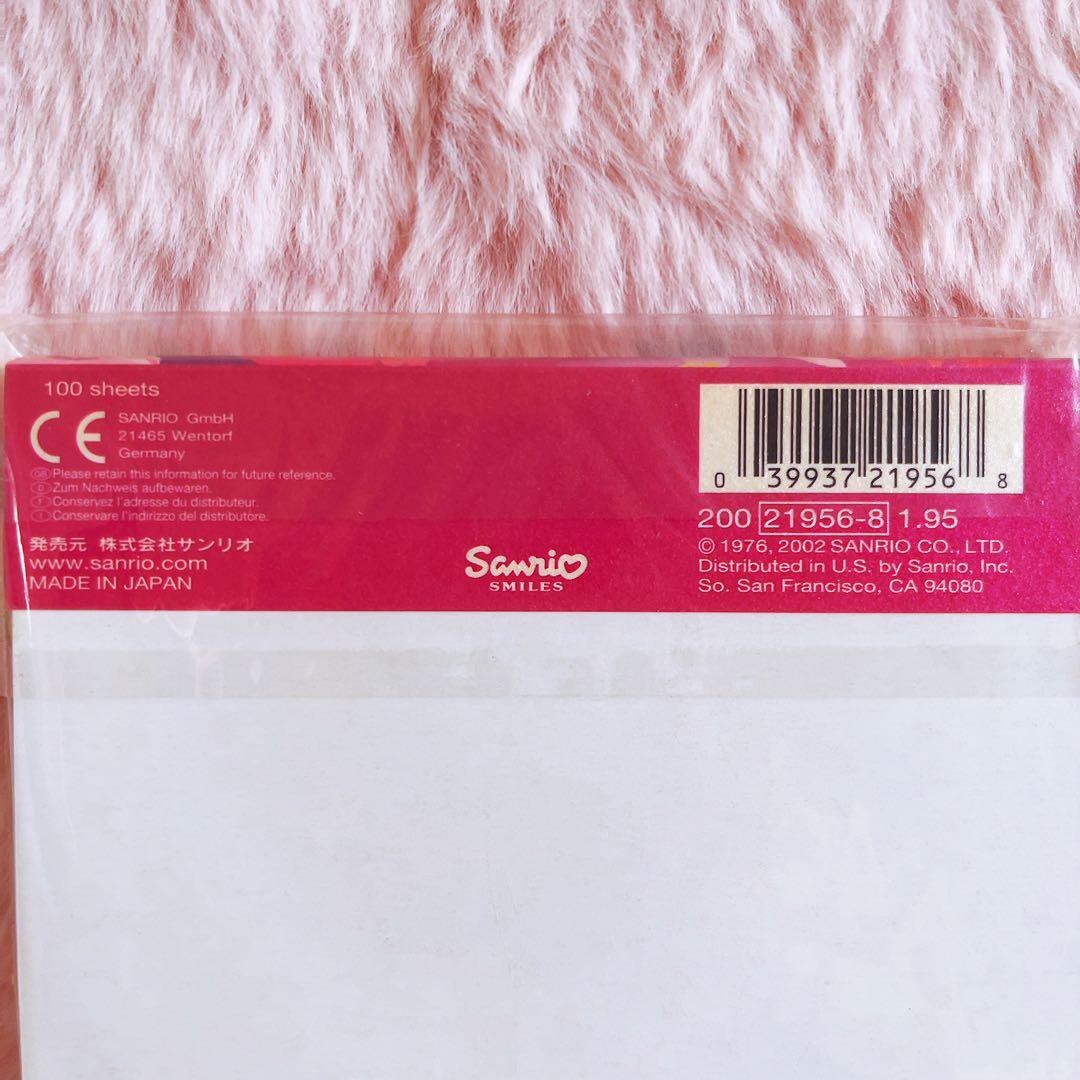 100 sheets
CE
SANRIO GmbH
21465 Wentorf
Germany
GB Please retain this information for future reference.
D Zum Nachweis aufbewaren.
F Conservez l'adresse du distributeur.
I Conservare l'indirizzo del distributore.
発売元 株式会社サンリオ
www.sanrio.com
MADE IN JAPAN
Sanrio
SMILES
0 39937 21956 8
200 21956-8 1.95
© 1976, 2002 SANRIO CO., LTD.
Distributed in U.S. by Sanrio, Inc.
So. San Francisco, CA 94080